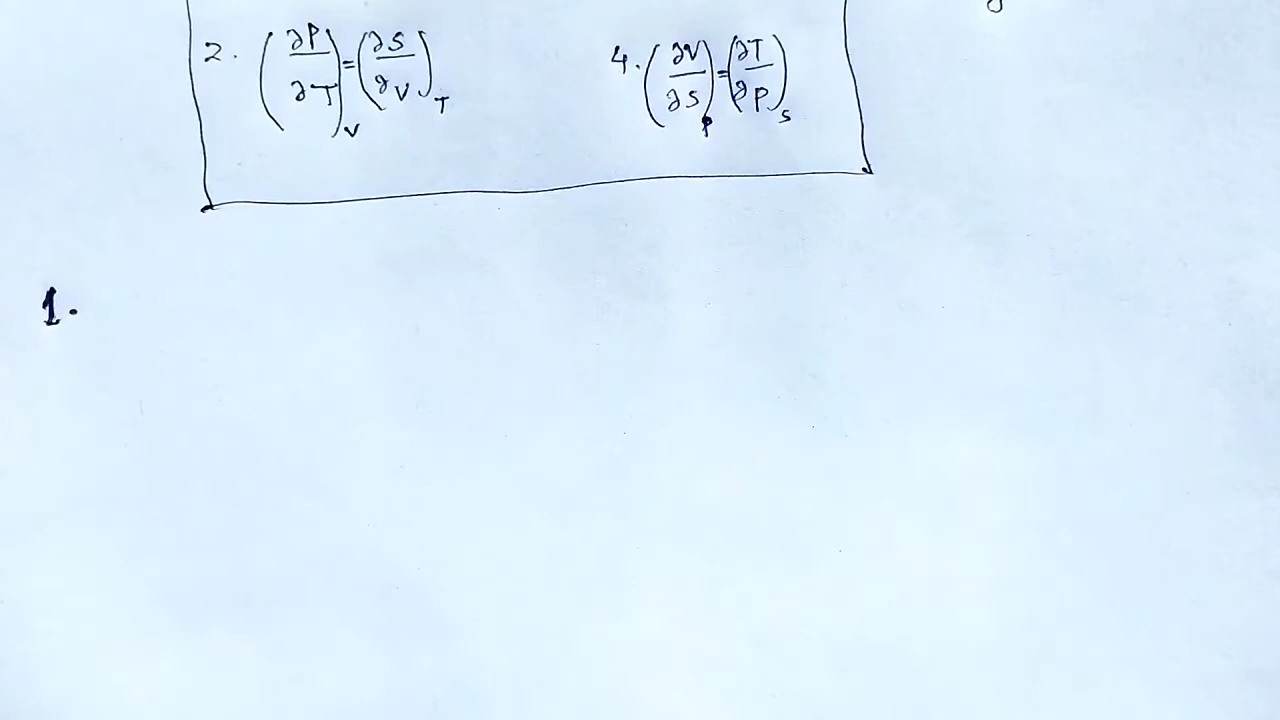 2. (∂P/∂T)_V = (∂S/∂V)_T
4. (∂V/∂S)_P = (∂T/∂P)_S
1.